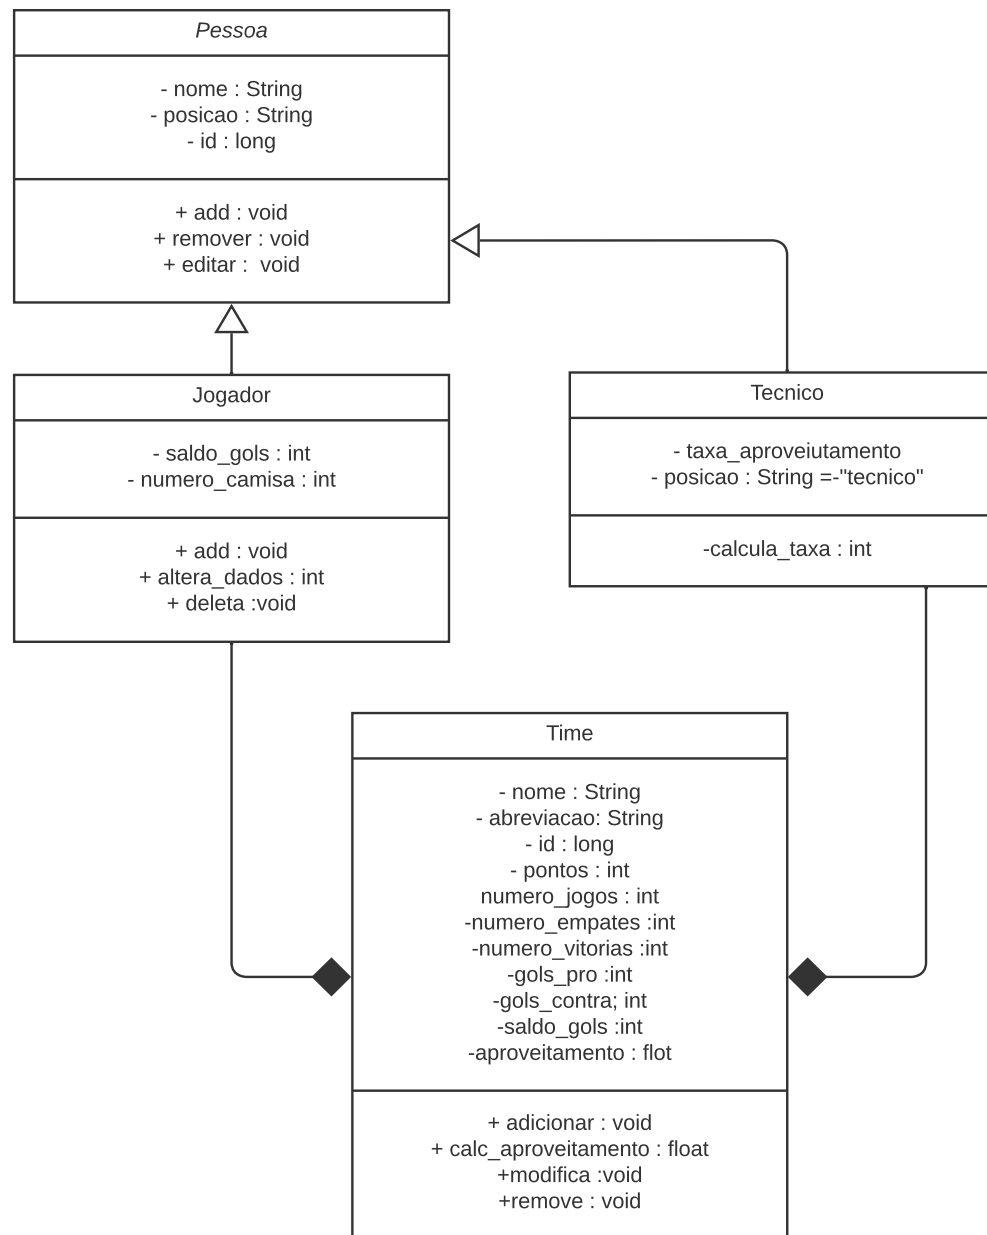 Pessoa
- nome : String
- posicao : String
- id : long
+ add : void
+ remover : void
+ editar :  void
Jogador
- saldo_gols : int
- numero_camisa : int
+ add : void
+ altera_dados : int
+ deleta :void
Tecnico
- taxa_aproveiutamento
- posicao : String =-"tecnico"
-calcula_taxa : int
Time
- nome : String
- abreviacao: String
- id : long
- pontos : int
numero_jogos : int
-numero_empates :int
-numero_vitorias :int
-gols_pro :int
-gols_contra; int
-saldo_gols :int
-aproveitamento : flot
+ adicionar : void
+ calc_aproveitamento : float
+modifica :void
+remove : void